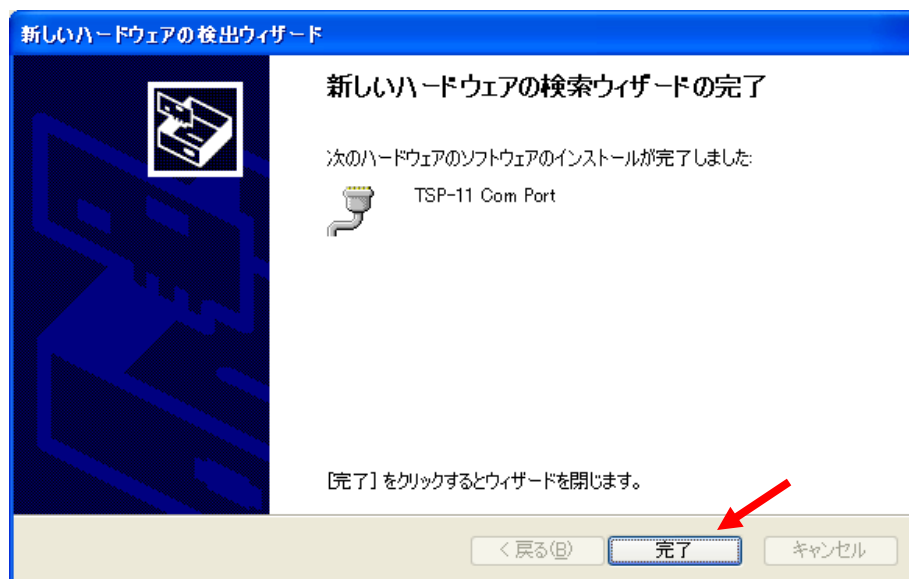 新しいハードウェアの検出ウィザード
新しいハードウェアの検索ウィザードの完了
次のハードウェアのソフトウェアのインストールが完了しました:
TSP-11 Com Port
[完了] をクリックするとウィザードを閉じます。
< 戻る(B) 完了 キャンセル